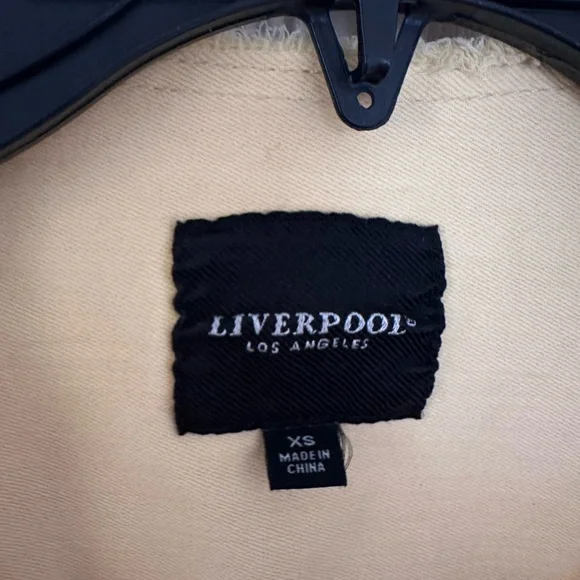 LIVERPOOL®
LOS ANGELES
XS
MADE IN
CHINA